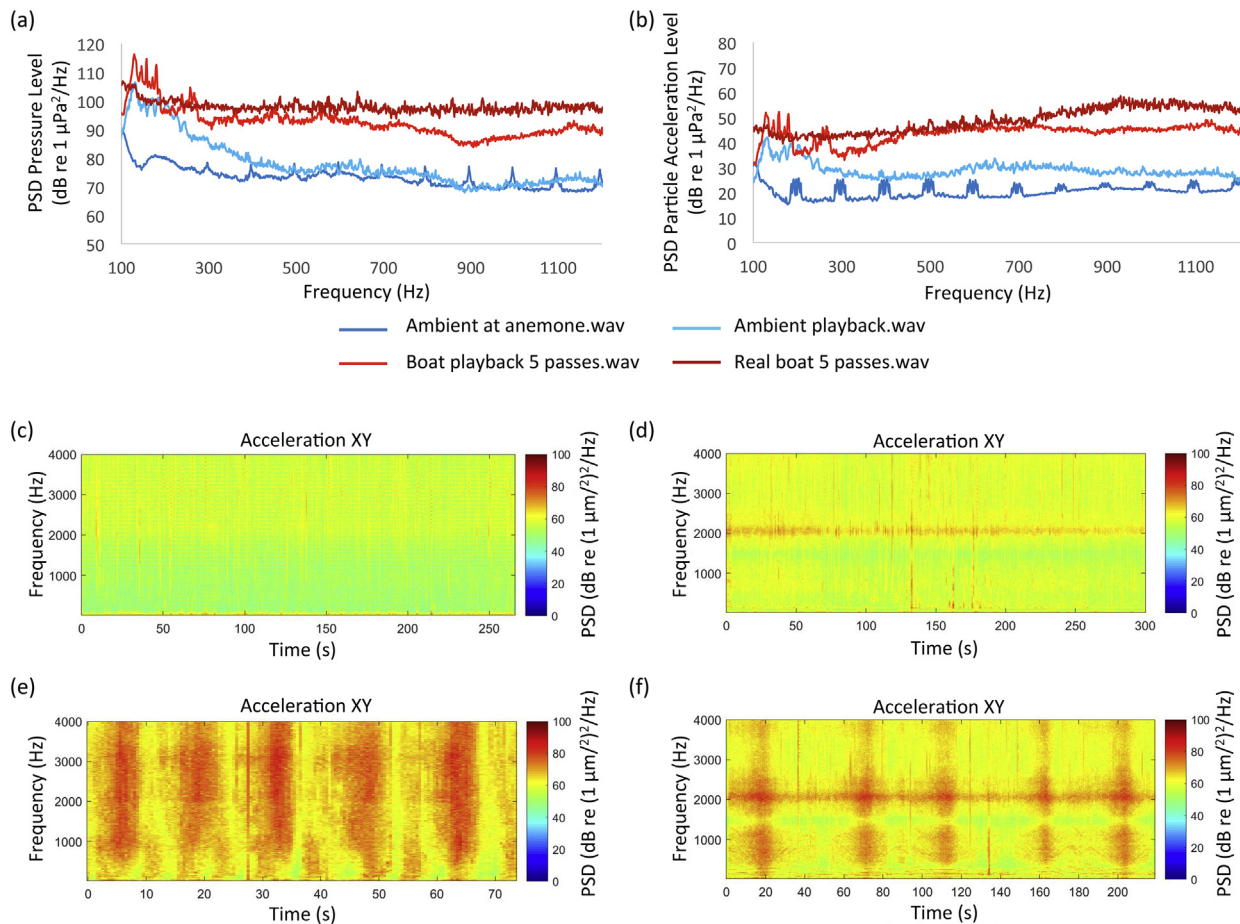 (a)
PSD Pressure Level
(dB re 1 μPa²/Hz)
120
110
100
90
80
70
60
50
100 300 500 700 900 1100
Frequency (Hz)
(b)
PSD Particle Acceleration Level
(dB re 1 μPa²/Hz)
80
70
60
50
40
30
20
10
0
100 300 500 700 900 1100
Frequency (Hz)
Ambient at anemone.wav
Ambient playback.wav
Boat playback 5 passes.wav
Real boat 5 passes.wav
(c)
Acceleration XY
Frequency (Hz)
4000
3000
2000
1000
0 50 100 150 200 250
Time (s)
100
80
60
40
20
0
PSD (dB re (1 μm/²)²/Hz)
(d)
Acceleration XY
Frequency (Hz)
4000
3000
2000
1000
0 50 100 150 200 250 300
Time (s)
100
80
60
40
20
0
PSD (dB re (1 μm/²)²/Hz)
(e)
Acceleration XY
Frequency (Hz)
4000
3000
2000
1000
0 10 20 30 40 50 60 70
Time (s)
100
80
60
40
20
0
PSD (dB re (1 μm/²)²/Hz)
(f)
Acceleration XY
Frequency (Hz)
4000
3000
2000
1000
0 20 40 60 80 100 120 140 160 180 200
Time (s)
100
80
60
40
20
0
PSD (dB re (1 μm/²)²/Hz)